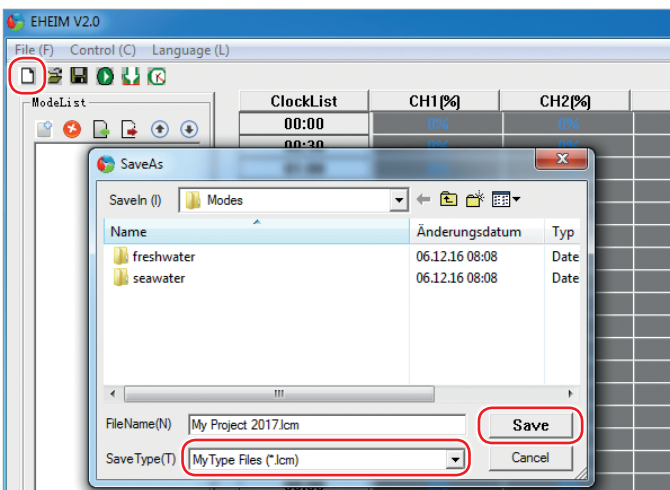 EHEIM V2.0
File (F) Control (C) Language (L)
ModeList
ClockList CH1(%) CH2(%)
00:00 0% 0%
00:30
SaveAs
SaveIn (I) Modes
Name Änderungsdatum Typ
freshwater 06.12.16 08:08 Date
seawater 06.12.16 08:08 Date
FileName(N) My Project 2017.lcm Save
SaveType(T) MyType Files (*.lcm) Cancel